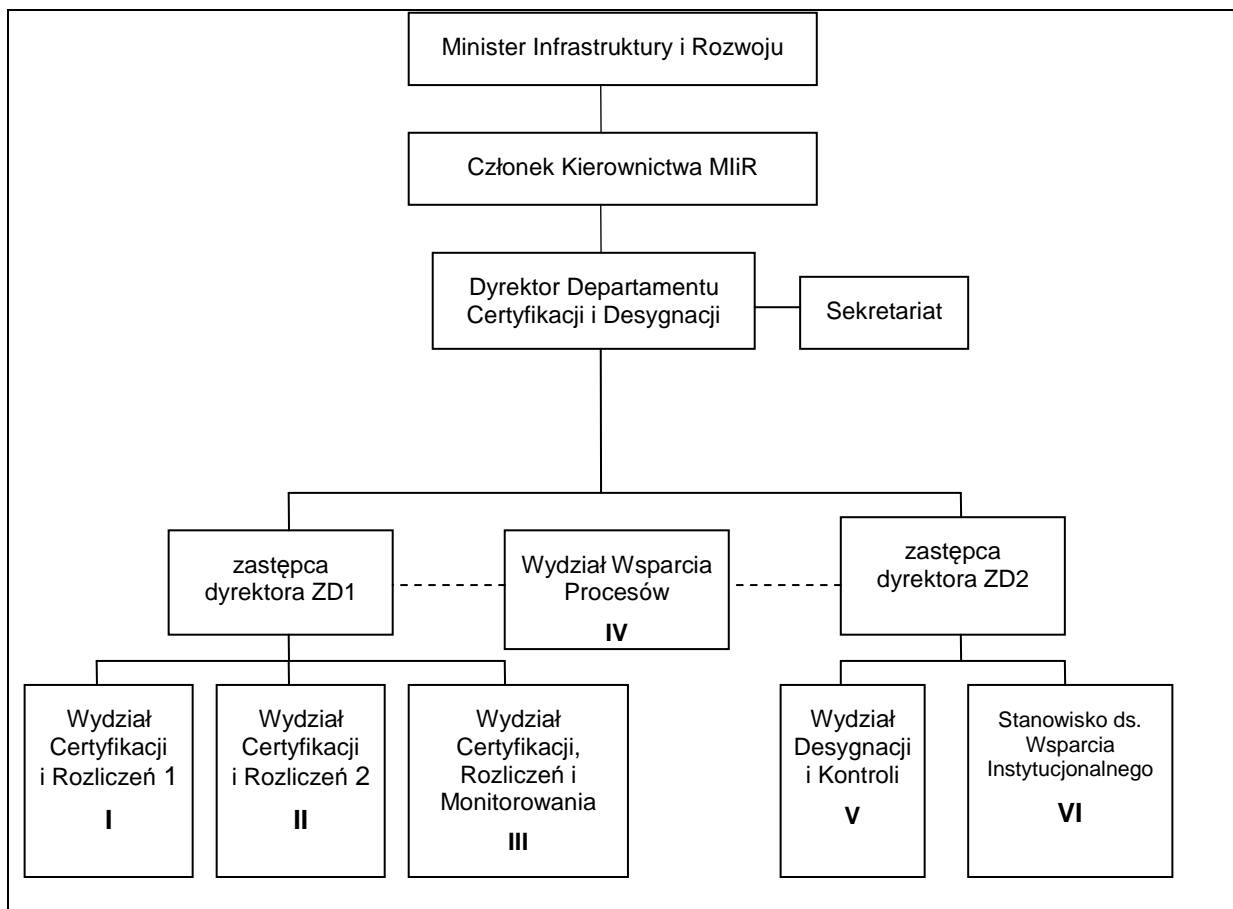 Minister Infrastruktury i Rozwoju
Członek Kierownictwa MIiR
Dyrektor Departamentu
Certyfikacji i Desygnacji
Sekretariat
zastępca
dyrektora ZD1
Wydział Wsparcia
Procesów
IV
zastępca
dyrektora ZD2
Wydział
Certyfikacji
i Rozliczeń 1
I
Wydział
Certyfikacji
i Rozliczeń 2
II
Wydział
Certyfikacji,
Rozliczeń i
Monitorowania
III
Wydział
Desygnacji
i Kontroli
V
Stanowisko ds.
Wsparcia
Instytucjonalnego
VI